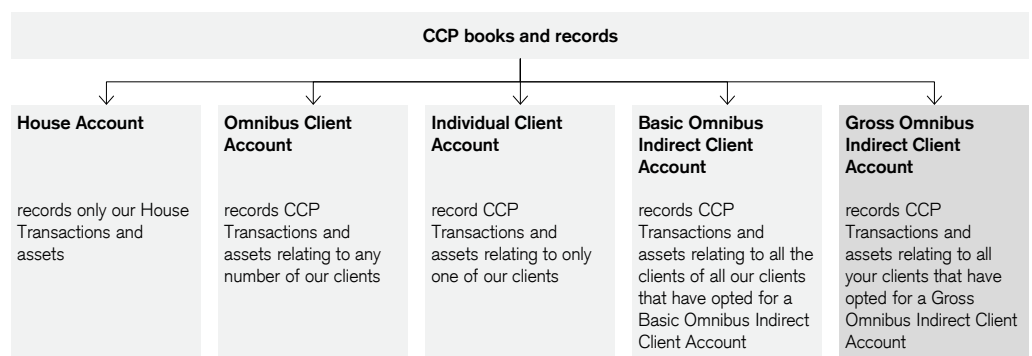 CCP books and records
House Account
records only our House
Transactions and
assets
Omnibus Client
Account
records CCP
Transactions and
assets relating to any
number of our clients
Individual Client
Account
record CCP
Transactions and
assets relating to only
one of our clients
Basic Omnibus
Indirect Client
Account
records CCP
Transactions and
assets relating to all the
clients of all our clients
that have opted for a
Basic Omnibus Indirect
Client Account
Gross Omnibus
Indirect Client
Account
records CCP
Transactions and
assets relating to all
your clients that have
opted for a Gross
Omnibus Indirect Client
Account